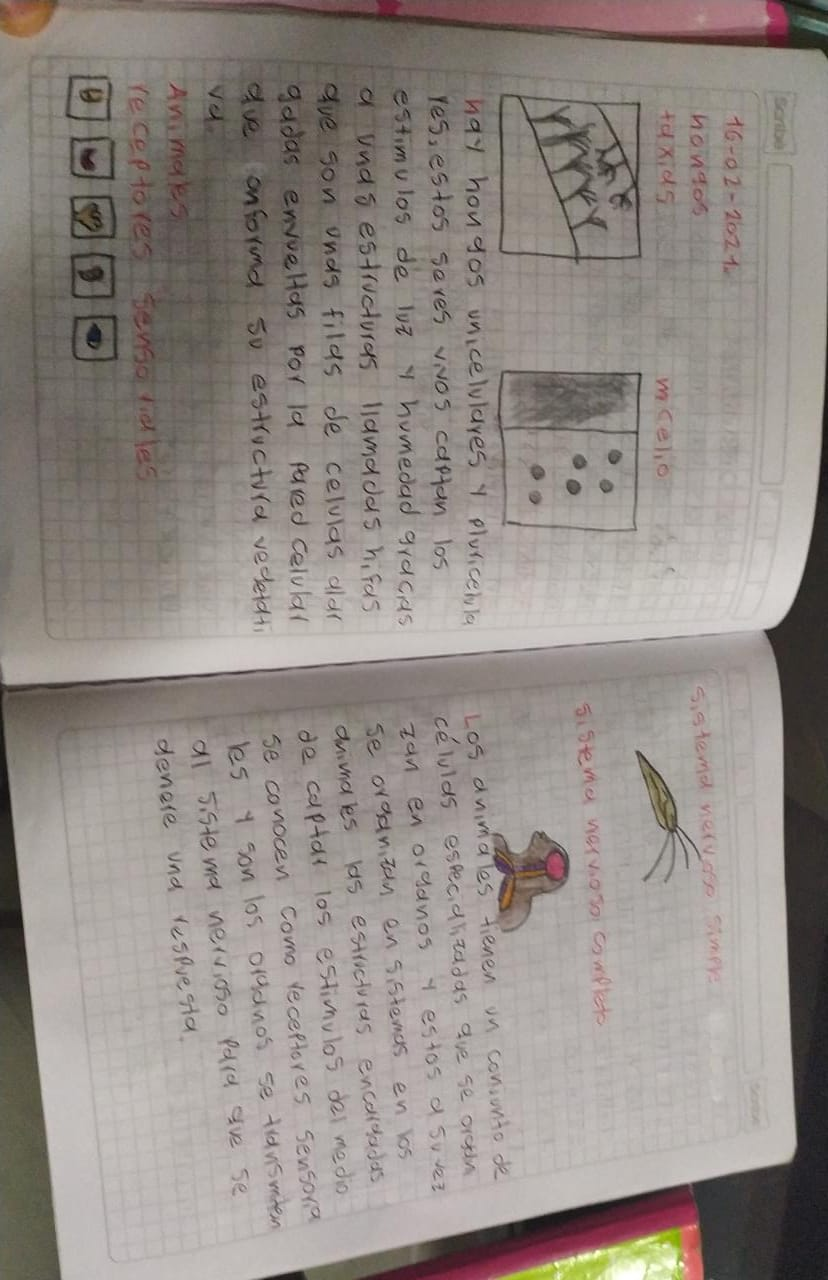 Scribe
16-02-2021.
hongos
taxias
micelio
hay hongos unicelulares y pluricelula
res, estos seres vivos captan los
estimulos de luz y humedad gracias
a unas estructuras llamadas hifas
que son unas filas de celulas alar
gadas envueltas por la pared celular
que conforma su estructura vegetati
va.
Animales
receptores sensoriales
Scribe
sistema nervioso simple
sistema nervioso completo
Los animales tienen un conjunto de
células especializadas que se organi
zan en organos y estos a su vez
se organizan en sistemas en los
animales las estructuras encargadas
de captar los estimulos del medio
se conocen como receptores sensoria
les y son los organos se transmiten
al sistema nervioso para que se
genere una respuesta.